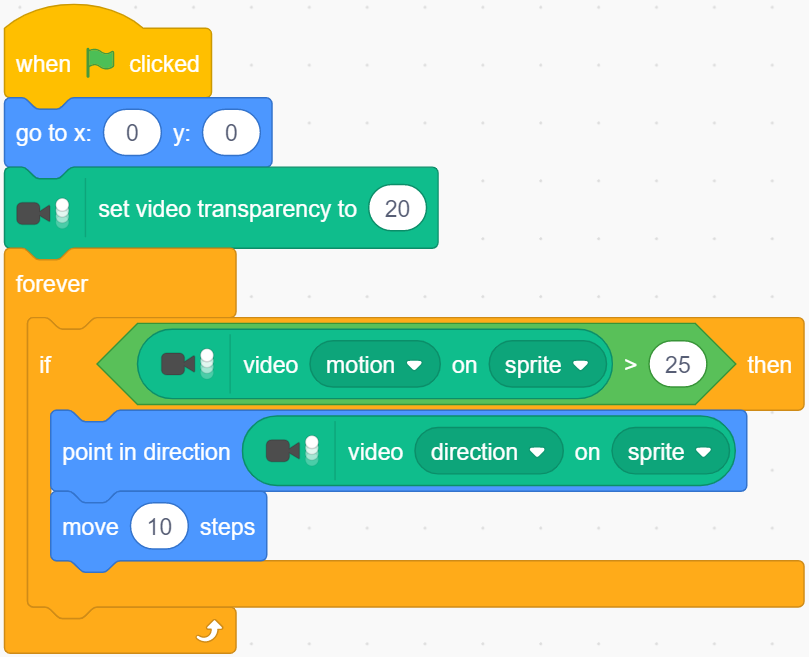 when clicked
go to x: 0 y: 0
set video transparency to 20
forever
if video motion on sprite > 25 then
point in direction video direction on sprite
move 10 steps